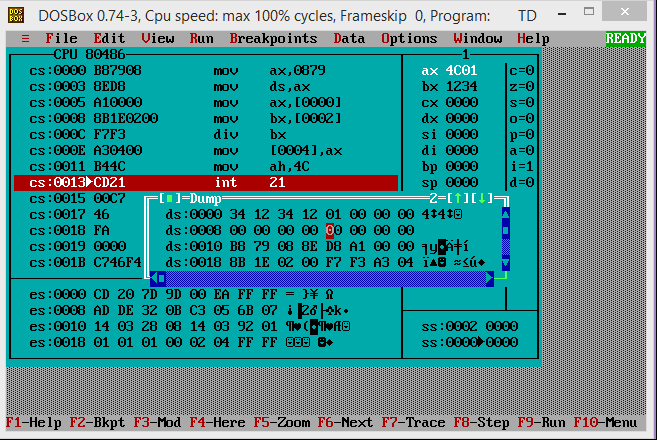 DOSBox 0.74-3, Cpu speed: max 100% cycles, Frameskip 0, Program: TD
≡ File Edit View Run Breakpoints Data Options Window Help READY
CPU 80486 1
cs:0000 B87908 mov ax,0879 ax 4C01 c=0
cs:0003 8ED8 mov ds,ax bx 1234 z=0
cs:0005 A10000 mov ax,[0000] cx 0000 s=0
cs:0008 8B1E0200 mov bx,[0002] dx 0000 o=0
cs:000C F7F3 div bx si 0000 p=0
cs:000E A30400 mov [0004],ax di 0000 a=0
cs:0011 B44C mov ah,4C bp 0000 i=1
cs:0013►CD21 int 21 sp 0000 d=0
cs:0015 00C7
[■]=Dump 2=[↑][↓]
cs:0017 46
ds:0000 34 12 34 12 01 00 00 00 4↕4↕☺
cs:0018 FA
ds:0008 00 00 00 00 00 00 00 00
cs:0019 0000
ds:0010 B8 79 08 8E D8 A1 00 00
cs:001B C746F4
ds:0018 8B 1E 02 00 F7 F3 A3 04 ï▲☻ ≈≤ú♦
es:0000 CD 20 7D 9D 00 EA FF FF = }¥ Ω
es:0008 AD DE 32 0B C3 05 6B 07
es:0010 14 03 28 08 14 03 92 01
es:0018 01 01 01 00 02 04 FF FF ☺☺☺ ☻♦
ss:0002 0000
ss:0000►0000
F1-Help F2-Bkpt F3-Mod F4-Here F5-Zoom F6-Next F7-Trace F8-Step F9-Run F10-Menu